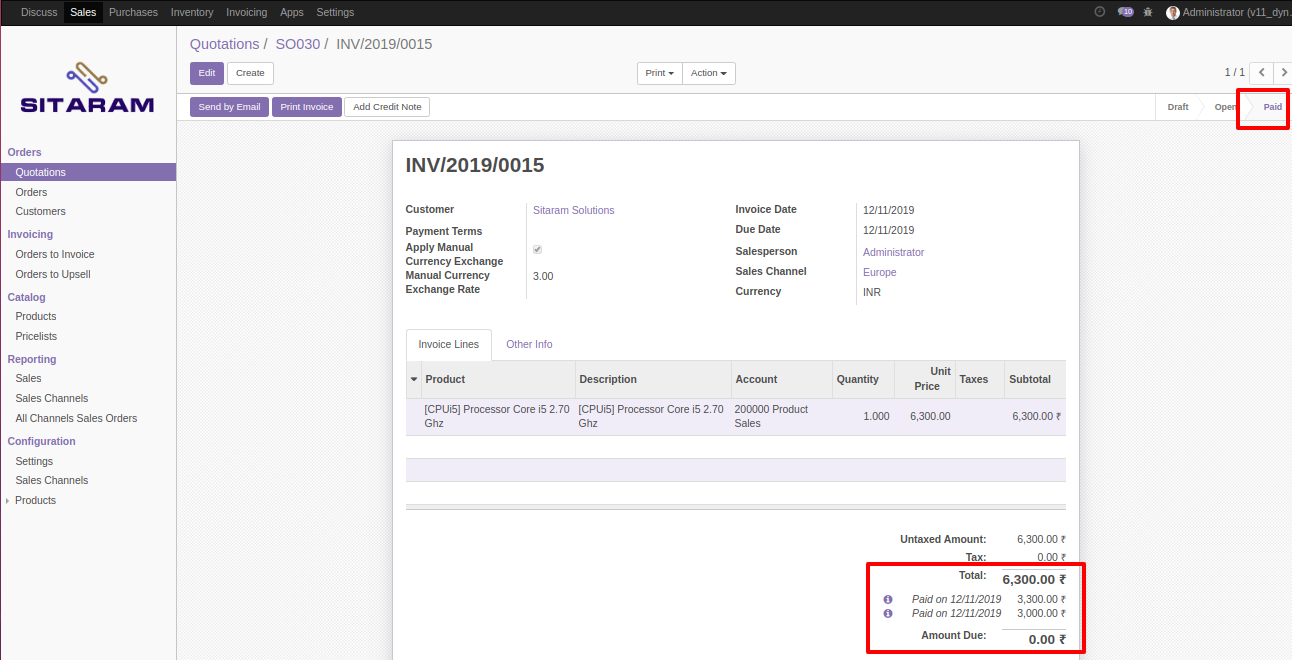 Discuss Sales Purchases Inventory Invoicing Apps Settings 10 Administrator (v11_dyn.
SITARAM
Orders
Quotations
Orders
Customers
Invoicing
Orders to Invoice
Orders to Upsell
Catalog
Products
Pricelists
Reporting
Sales
Sales Channels
All Channels Sales Orders
Configuration
Settings
Sales Channels
Products
Quotations / SO030 / INV/2019/0015
Edit Create Print Action 1 / 1
Send by Email Print Invoice Add Credit Note Draft Open Paid
INV/2019/0015
Customer Sitaram Solutions
Payment Terms
Apply Manual
Currency Exchange
Manual Currency 3.00
Exchange Rate
Invoice Date 12/11/2019
Due Date 12/11/2019
Salesperson Administrator
Sales Channel Europe
Currency INR
Invoice Lines Other Info
Product Description Account Quantity Unit Price Taxes Subtotal
[CPUi5] Processor Core i5 2.70 [CPUi5] Processor Core i5 2.70 200000 Product 1.000 6,300.00 6,300.00 ₹
Ghz Ghz Sales
Untaxed Amount: 6,300.00 ₹
Tax: 0.00 ₹
Total: 6,300.00 ₹
Paid on 12/11/2019 3,300.00 ₹
Paid on 12/11/2019 3,000.00 ₹
Amount Due: 0.00 ₹